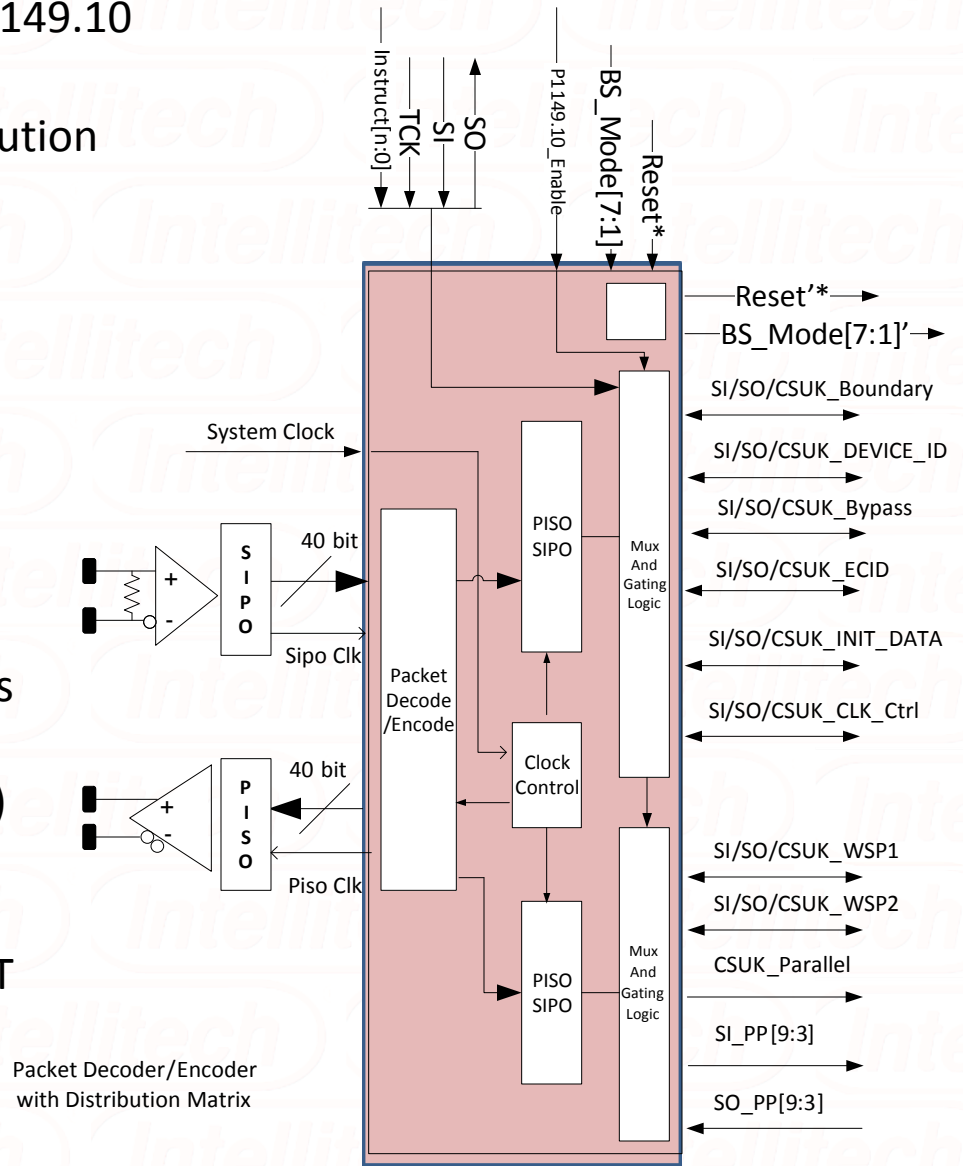 149.10
ution
s
)
T
Instruct[n:0]
TCK
SI
SO
P1149.10_Enable
BS_Mode[7:1]
Reset*
Reset’*
BS_Mode[7:1]’
SI/SO/CSUK_Boundary
System Clock
SI/SO/CSUK_DEVICE_ID
SI/SO/CSUK_Bypass
PISO
SIPO
Mux
And
Gating
Logic
40 bit
S
I
P
O
+
-
SI/SO/CSUK_ECID
Sipo Clk
SI/SO/CSUK_INIT_DATA
Packet
Decode
/Encode
SI/SO/CSUK_CLK_Ctrl
Clock
Control
40 bit
P
I
S
O
+
-
Piso Clk
SI/SO/CSUK_WSP1
SI/SO/CSUK_WSP2
PISO
SIPO
Mux
And
Gating
Logic
CSUK_Parallel
SI_PP[9:3]
SO_PP[9:3]
Packet Decoder/Encoder
with Distribution Matrix
Intellitech